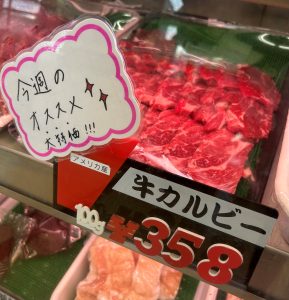 今週の
オススメ
大特価!!!
アメリカ産
牛カルビー
100g ¥358